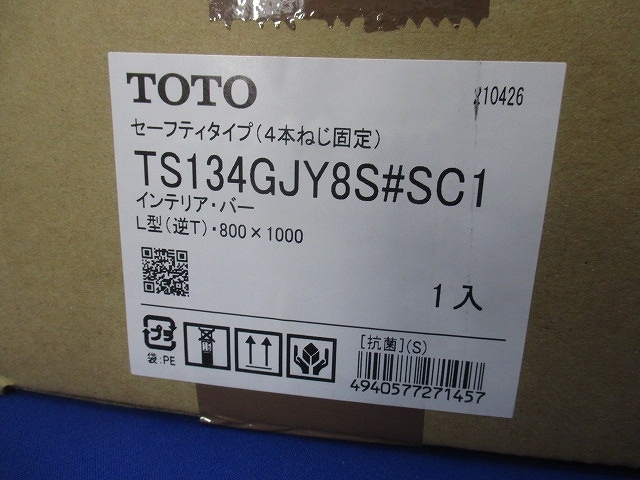 TOTO
210426
セーフティタイプ(4本ねじ固定)
TS134GJY8S#SC1
インテリア・バー
L型(逆T)・800×1000
1入
プラ
袋:PE
[抗菌](S)
4940577271457